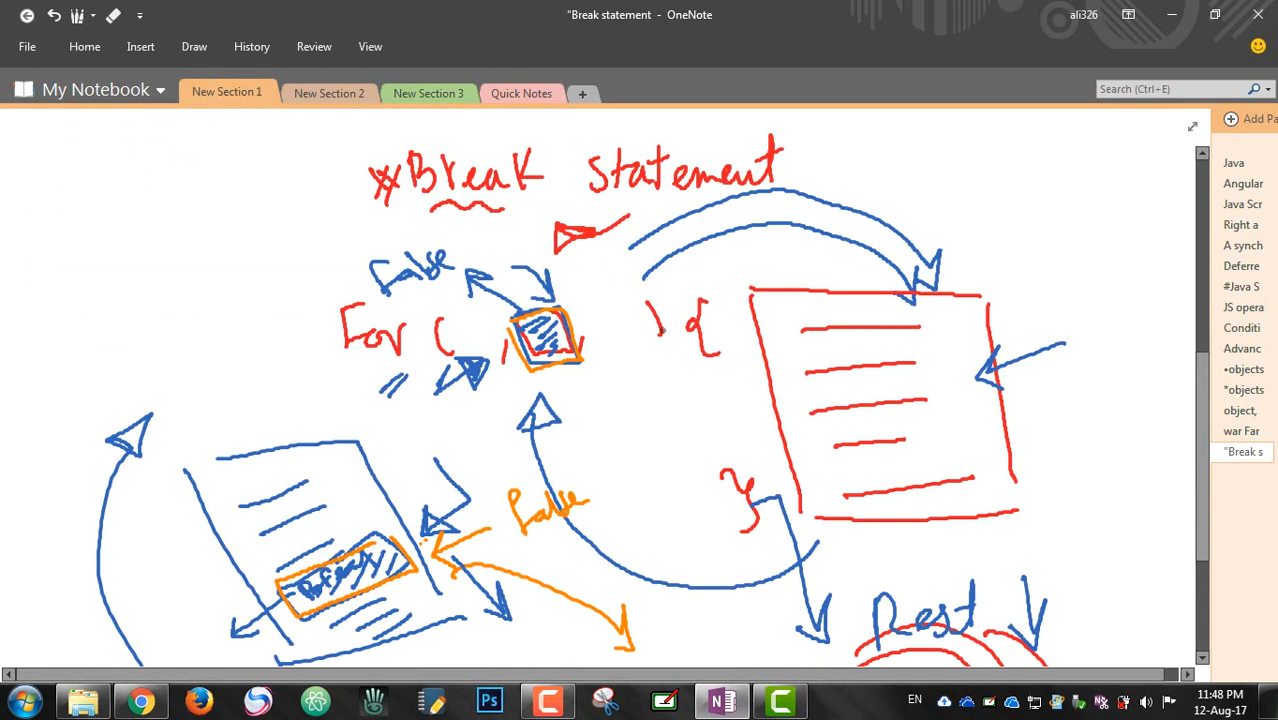 "Break statement - OneNote
ali326
File Home Insert Draw History Review View
My Notebook
New Section 1
New Section 2
New Section 3
Quick Notes
+
Search (Ctrl+E)
Add Pa
Java
Angular
Java Scr
Right a
A synch
Deferre
#Java S
JS opera
Conditi
Advanc
•objects
*objects
object,
war Far
"Break s
Break Statement
False
For ( ) {
False
}
Rest
Ps
EN
11:48 PM
12-Aug-17